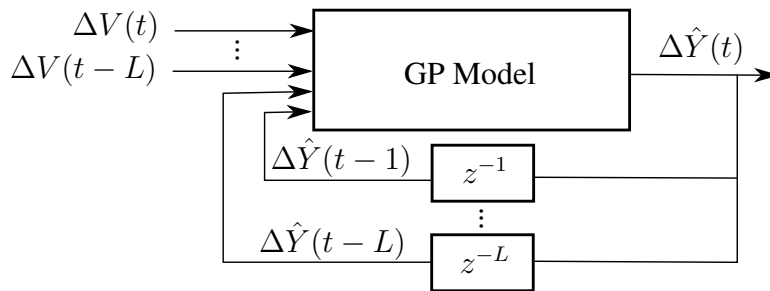 ΔV(t)
⋮
ΔV(t − L)
GP Model
ΔŶ(t)
ΔŶ(t − 1)
z⁻¹
⋮
ΔŶ(t − L)
z⁻ᴸ